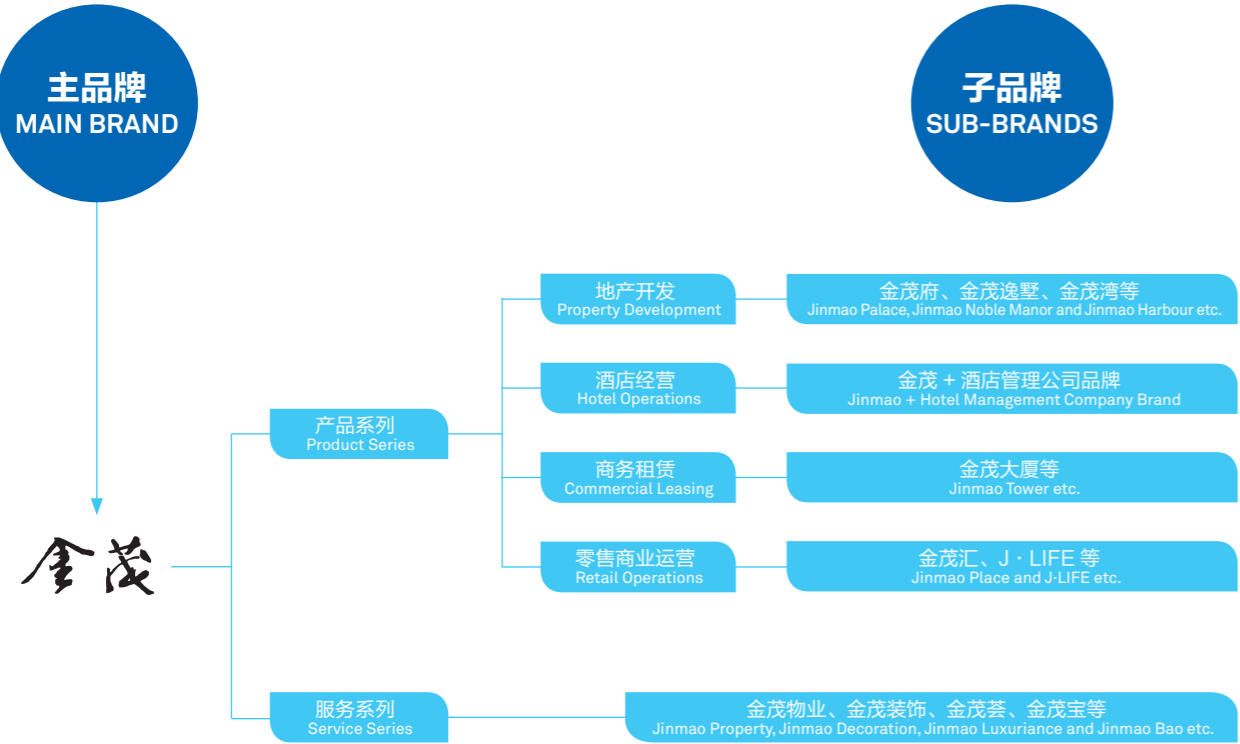 主品牌
MAIN BRAND
子品牌
SUB-BRANDS
地产开发
Property Development
金茂府、金茂逸墅、金茂湾等
Jinmao Palace, Jinmao Noble Manor and Jinmao Harbour etc.
酒店经营
Hotel Operations
金茂 + 酒店管理公司品牌
Jinmao + Hotel Management Company Brand
产品系列
Product Series
商务租赁
Commercial Leasing
金茂大厦等
Jinmao Tower etc.
金茂
零售商业运营
Retail Operations
金茂汇、J · LIFE 等
Jinmao Place and J·LIFE etc.
服务系列
Service Series
金茂物业、金茂装饰、金茂荟、金茂宝等
Jinmao Property, Jinmao Decoration, Jinmao Luxuriance and Jinmao Bao etc.